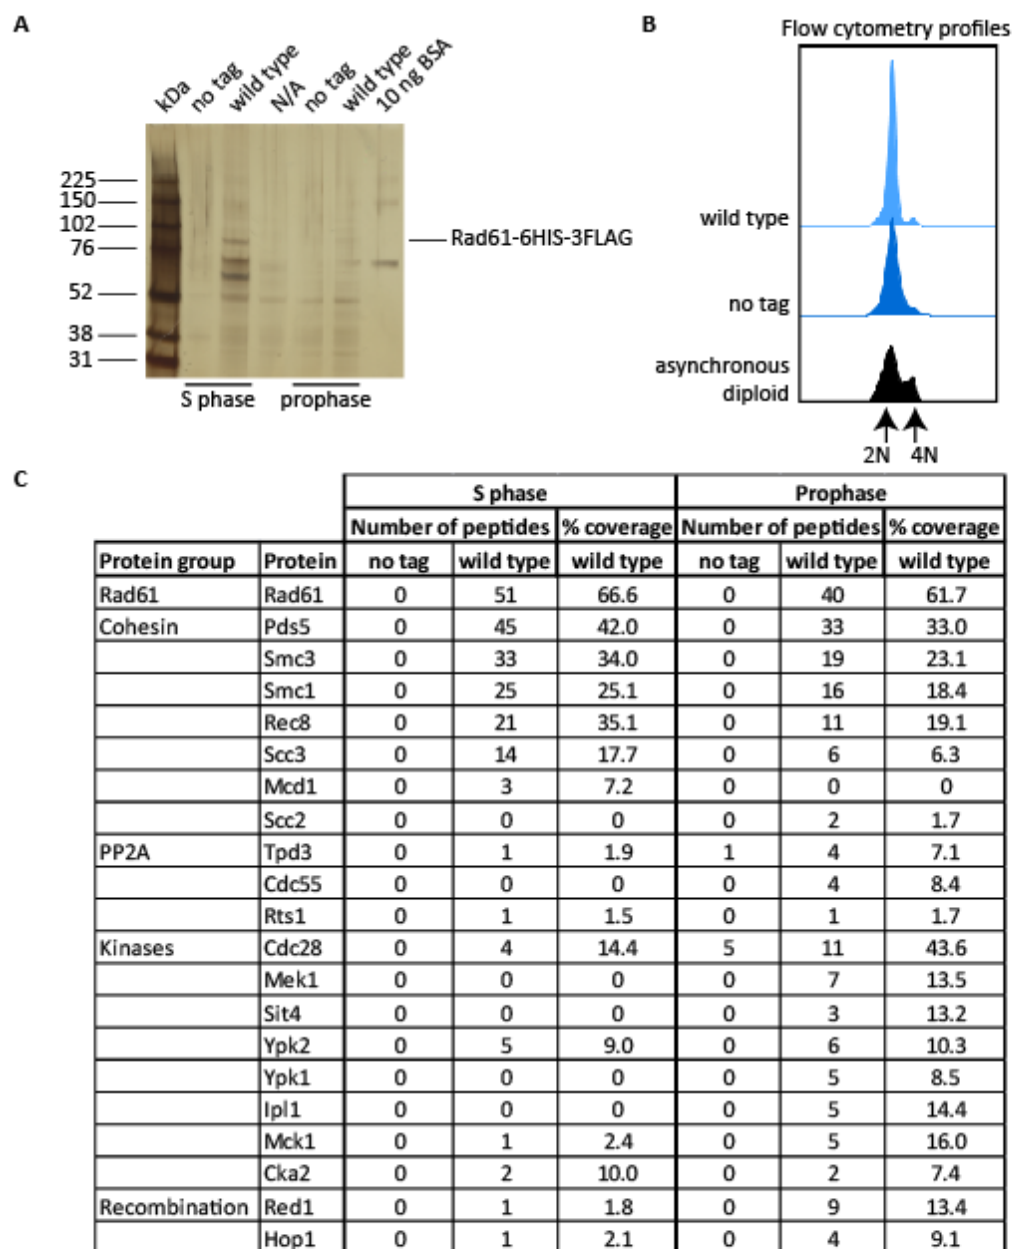 A
kDa no tag wild type N/A no tag wild type 10 ng BSA
225
150
102
76
52
38
31
Rad61-6HIS-3FLAG
S phase prophase
B
Flow cytometry profiles
wild type
no tag
asynchronous
diploid
2N 4N
C
S phase Prophase
Number of peptides % coverage Number of peptides % coverage
Protein group Protein no tag wild type wild type no tag wild type wild type
Rad61 Rad61 0 51 66.6 0 40 61.7
Cohesin Pds5 0 45 42.0 0 33 33.0
Smc3 0 33 34.0 0 19 23.1
Smc1 0 25 25.1 0 16 18.4
Rec8 0 21 35.1 0 11 19.1
Scc3 0 14 17.7 0 6 6.3
Mcd1 0 3 7.2 0 0 0
Scc2 0 0 0 0 2 1.7
PP2A Tpd3 0 1 1.9 1 4 7.1
Cdc55 0 0 0 0 4 8.4
Rts1 0 1 1.5 0 1 1.7
Kinases Cdc28 0 4 14.4 5 11 43.6
Mek1 0 0 0 0 7 13.5
Sit4 0 0 0 0 3 13.2
Ypk2 0 5 9.0 0 6 10.3
Ypk1 0 0 0 0 5 8.5
Ipl1 0 0 0 0 5 14.4
Mck1 0 1 2.4 0 5 16.0
Cka2 0 2 10.0 0 2 7.4
Recombination Red1 0 1 1.8 0 9 13.4
Hop1 0 1 2.1 0 4 9.1